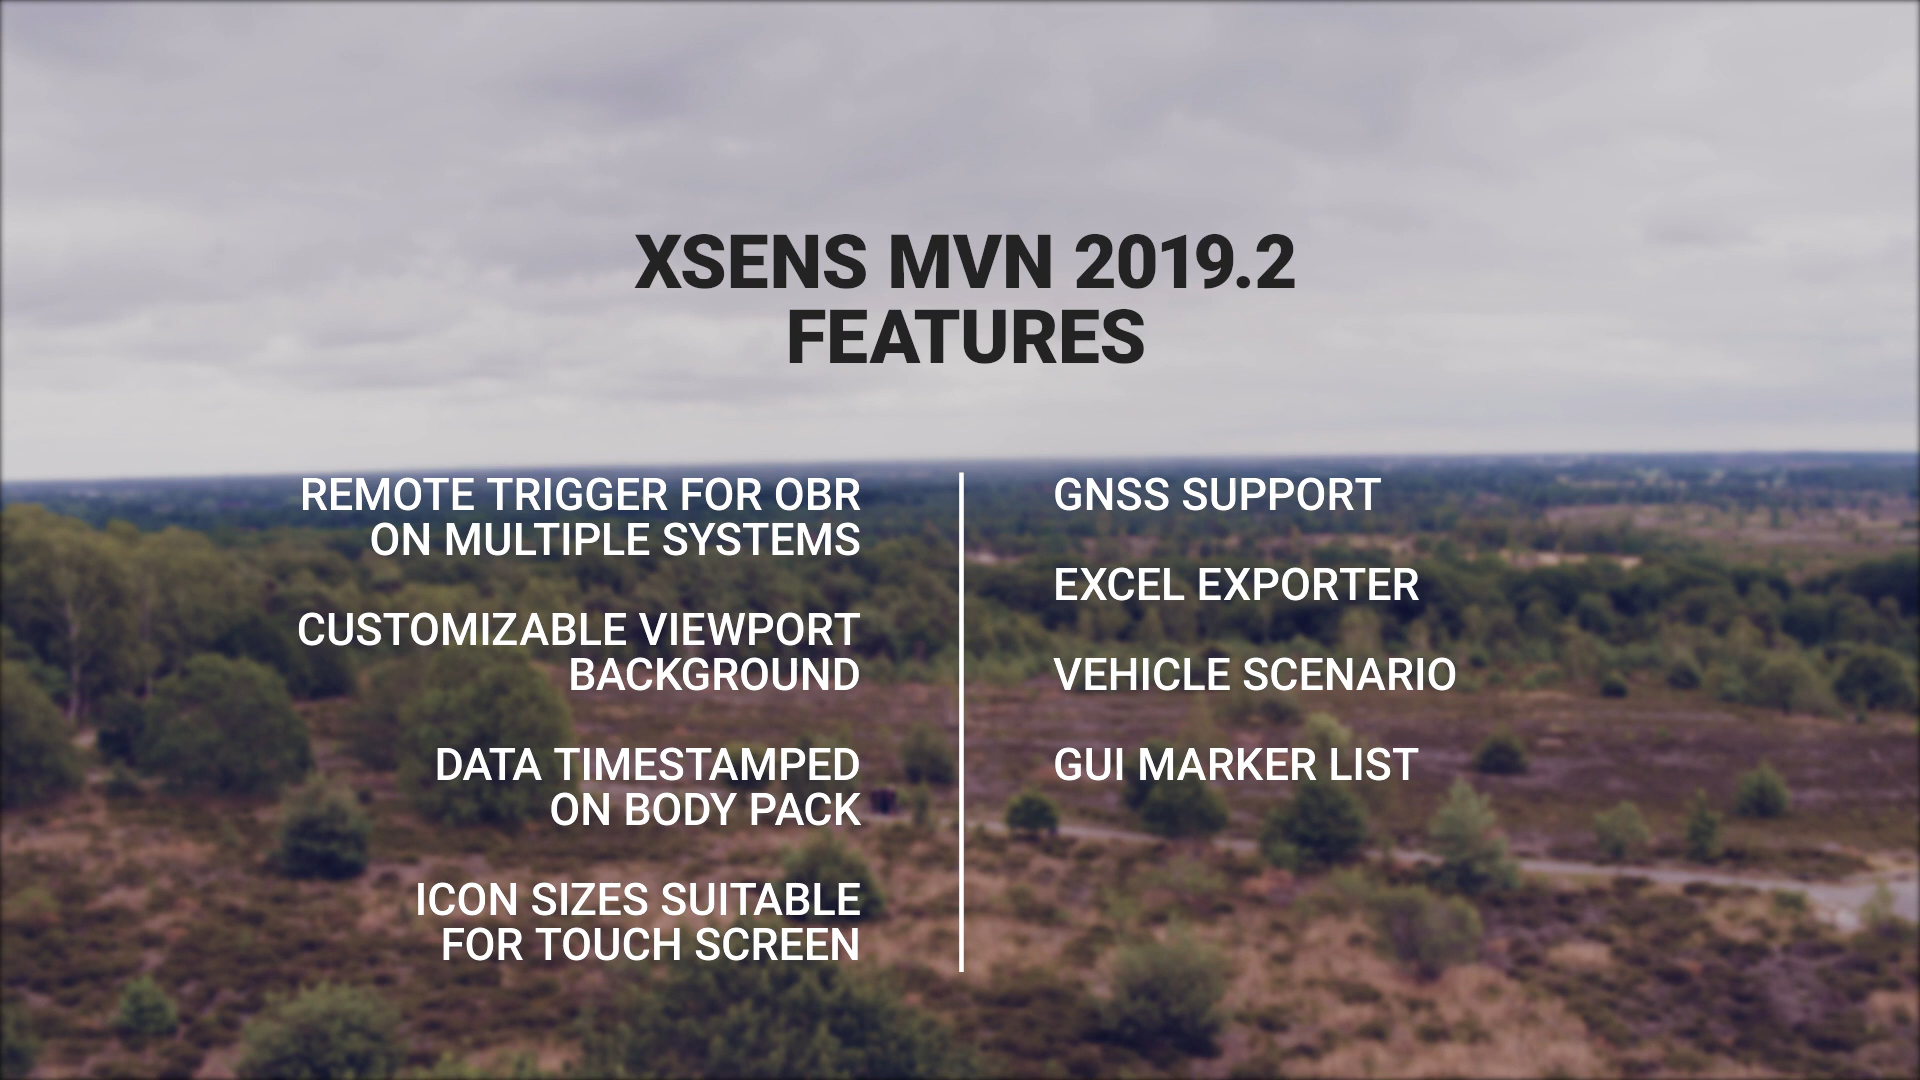 XSENS MVN 2019.2
FEATURES
REMOTE TRIGGER FOR OBR
ON MULTIPLE SYSTEMS
CUSTOMIZABLE VIEWPORT
BACKGROUND
DATA TIMESTAMPED
ON BODY PACK
ICON SIZES SUITABLE
FOR TOUCH SCREEN
GNSS SUPPORT
EXCEL EXPORTER
VEHICLE SCENARIO
GUI MARKER LIST